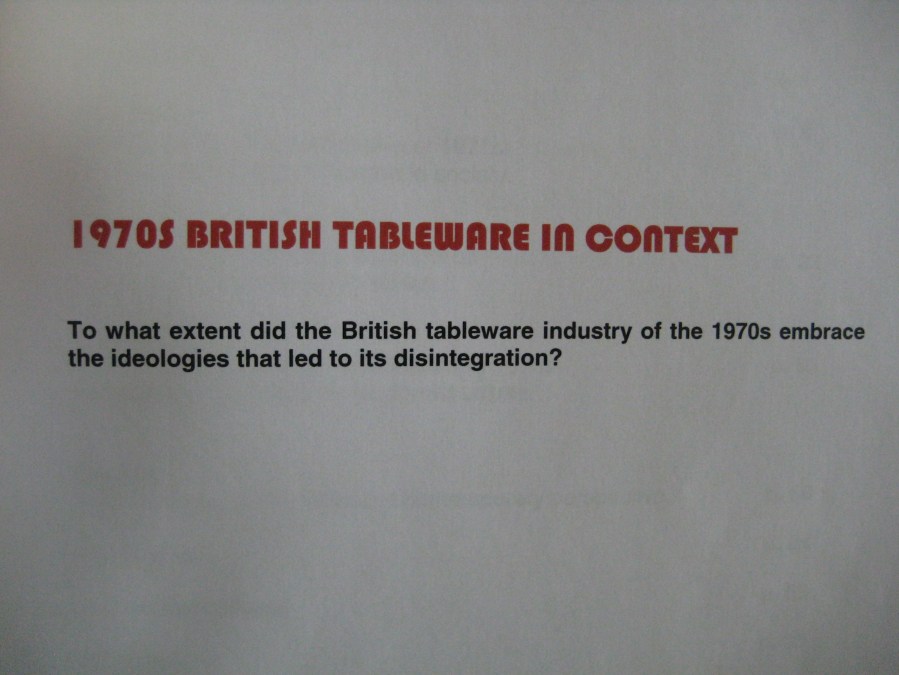 1970S BRITISH TABLEWARE IN CONTEXT
To what extent did the British tableware industry of the 1970s embrace
the ideologies that led to its disintegration?